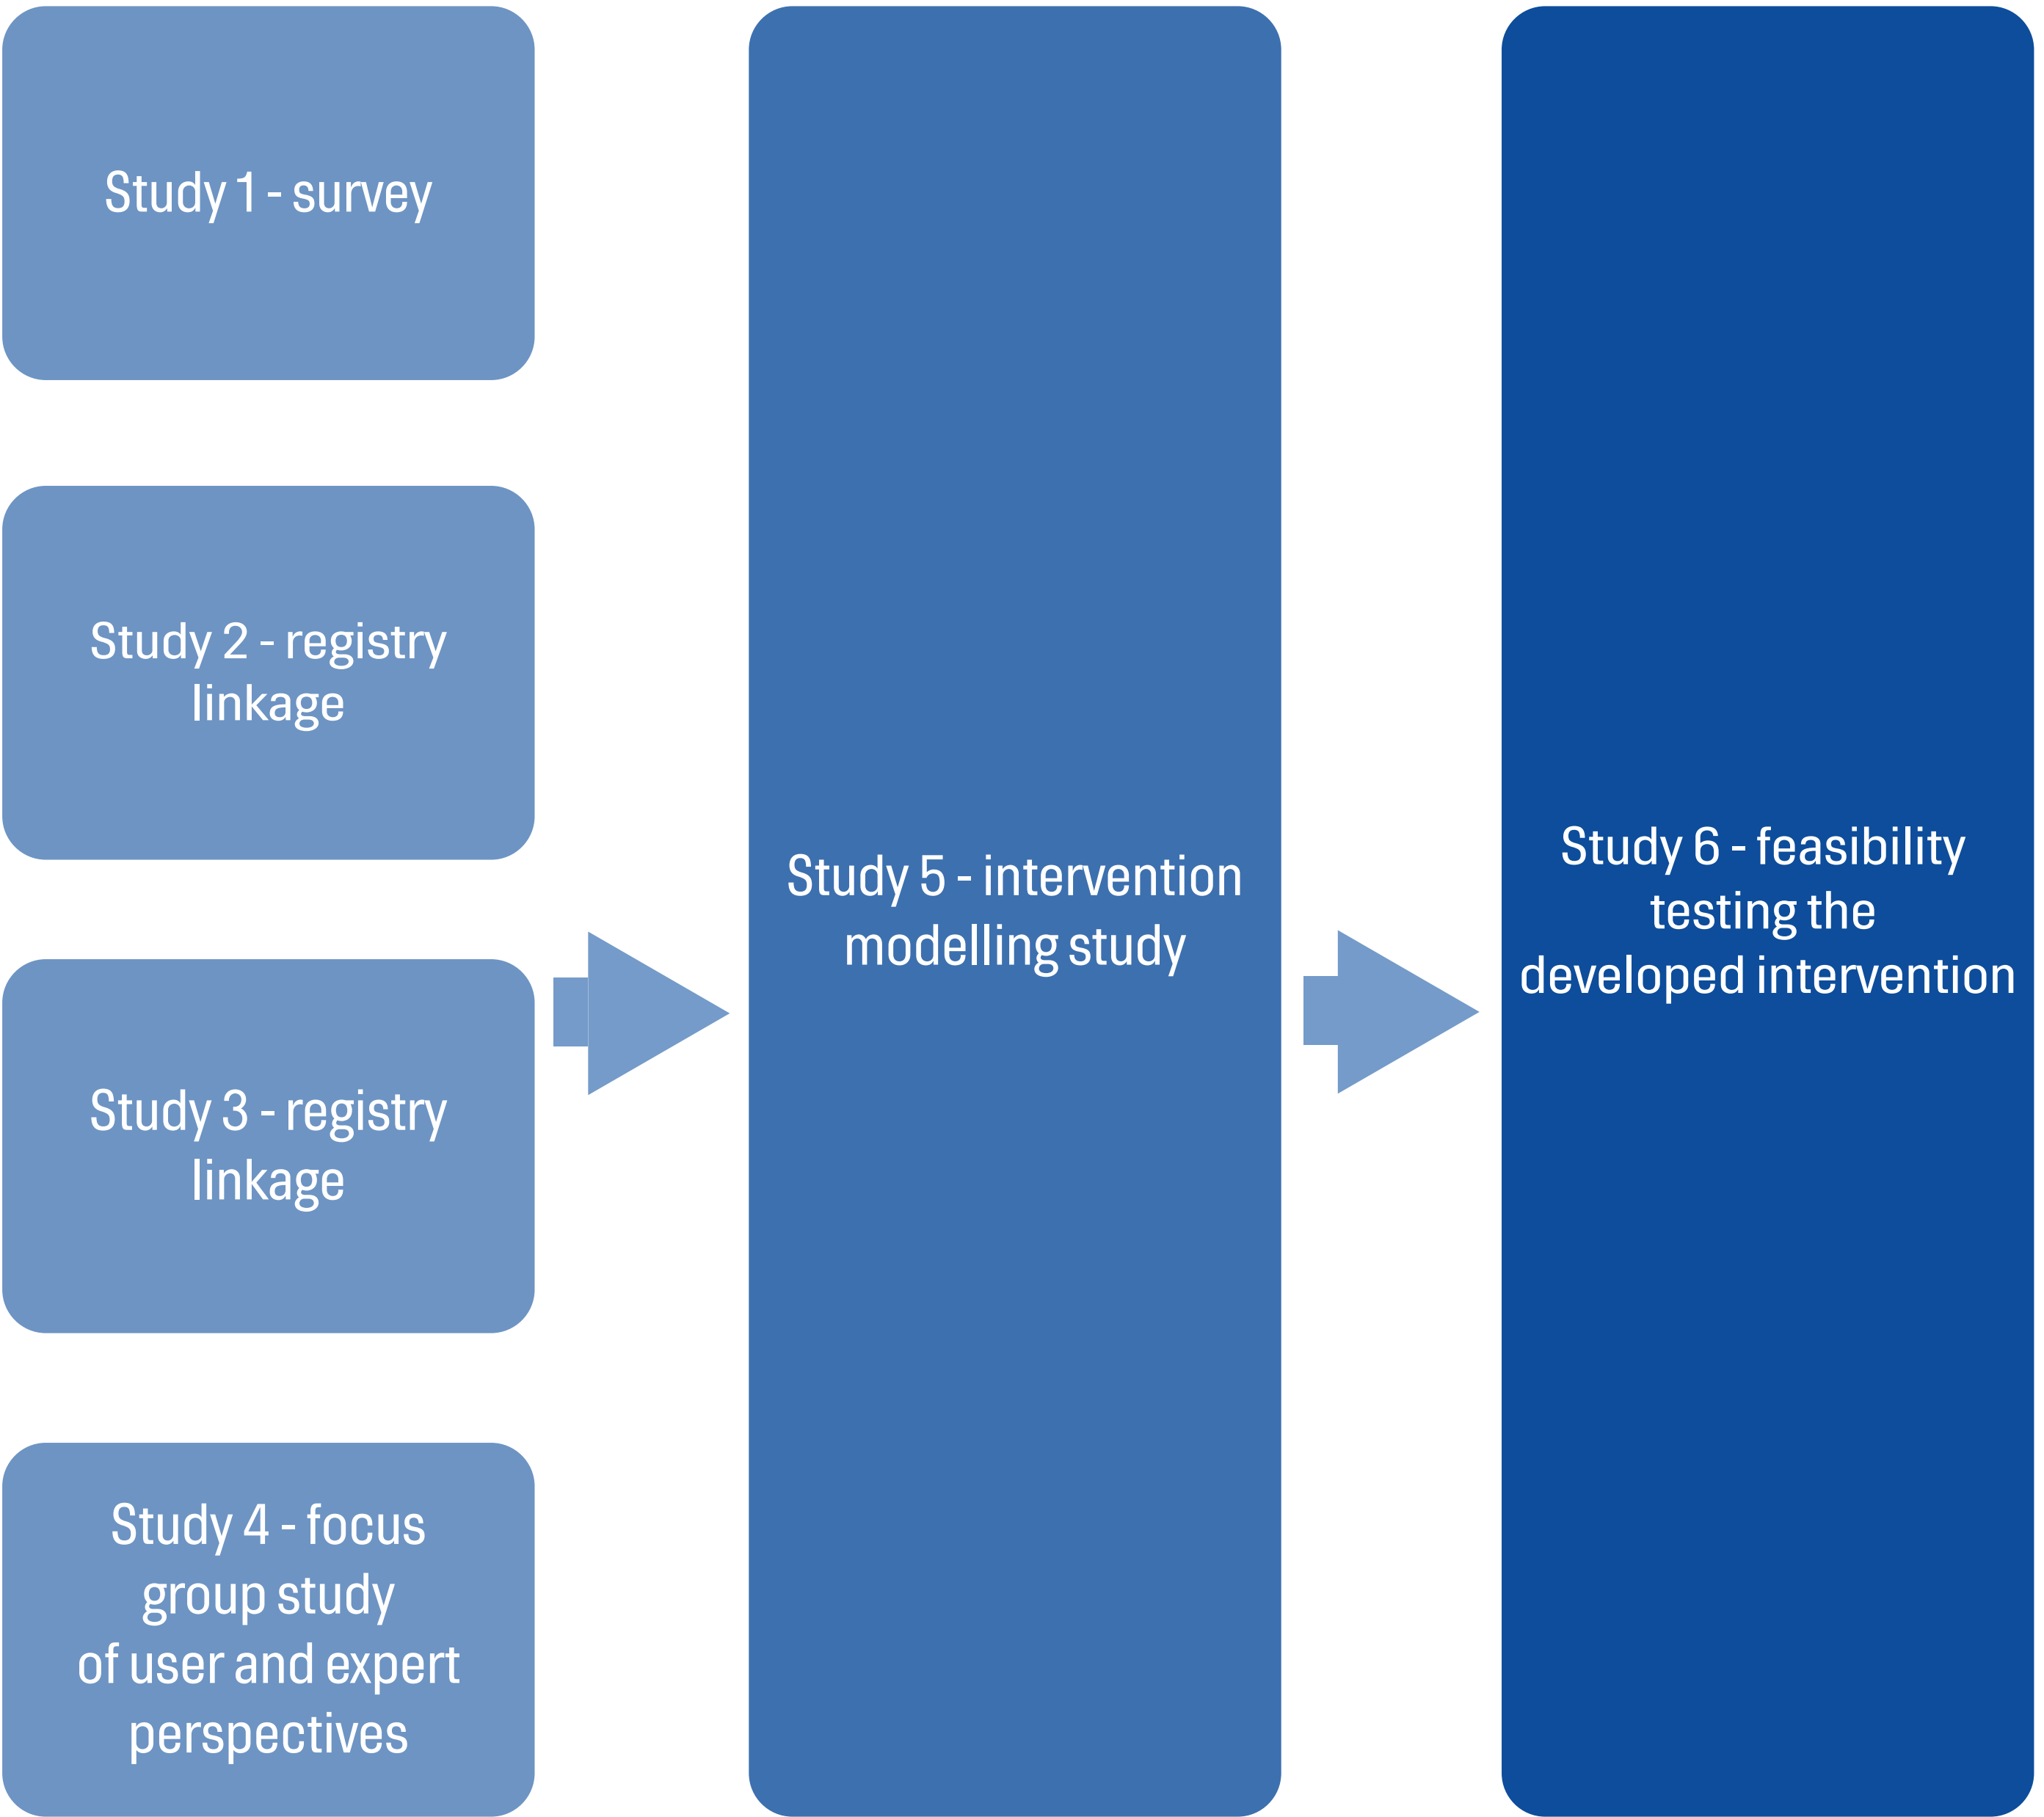 Study 1 - survey
Study 2 - registry
linkage
Study 3 - registry
linkage
Study 4 - focus
group study
of user and expert
perspectives
Study 5 - intervention
modelling study
Study 6 - feasibility
testing the
developed intervention